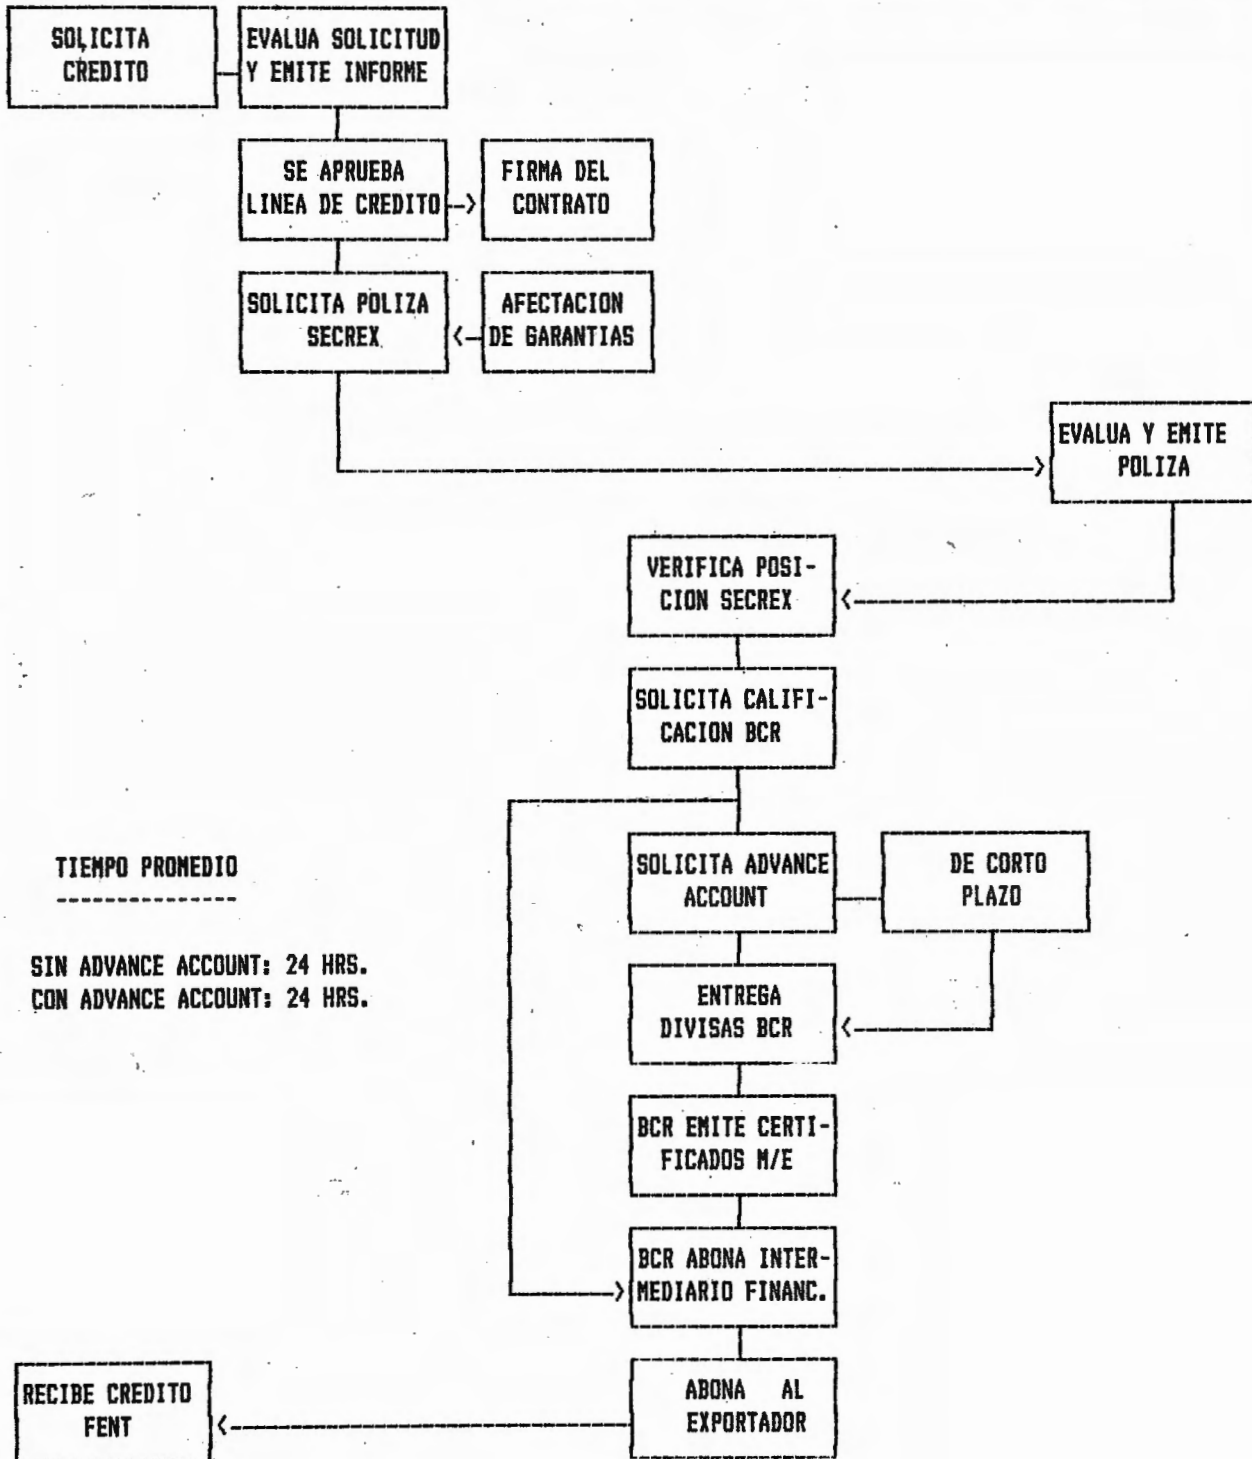 SOLICITA
CREDITO
EVALUA SOLICITUD
Y EMITE INFORME
SE APRUEBA
LINEA DE CREDITO
FIRMA DEL
CONTRATO
SOLICITA POLIZA
SECREX
AFECTACION
DE GARANTIAS
EVALUA Y EMITE
POLIZA
VERIFICA POSI-
CION SECREX
SOLICITA CALIFI-
CACION BCR
SOLICITA ADVANCE
ACCOUNT
DE CORTO
PLAZO
TIEMPO PROMEDIO
---------------
SIN ADVANCE ACCOUNT: 24 HRS.
CON ADVANCE ACCOUNT: 24 HRS.
ENTREGA
DIVISAS BCR
BCR EMITE CERTI-
FICADOS M/E
BCR ABONA INTER-
MEDIARIO FINANC.
ABONA AL
EXPORTADOR
RECIBE CREDITO
FENT